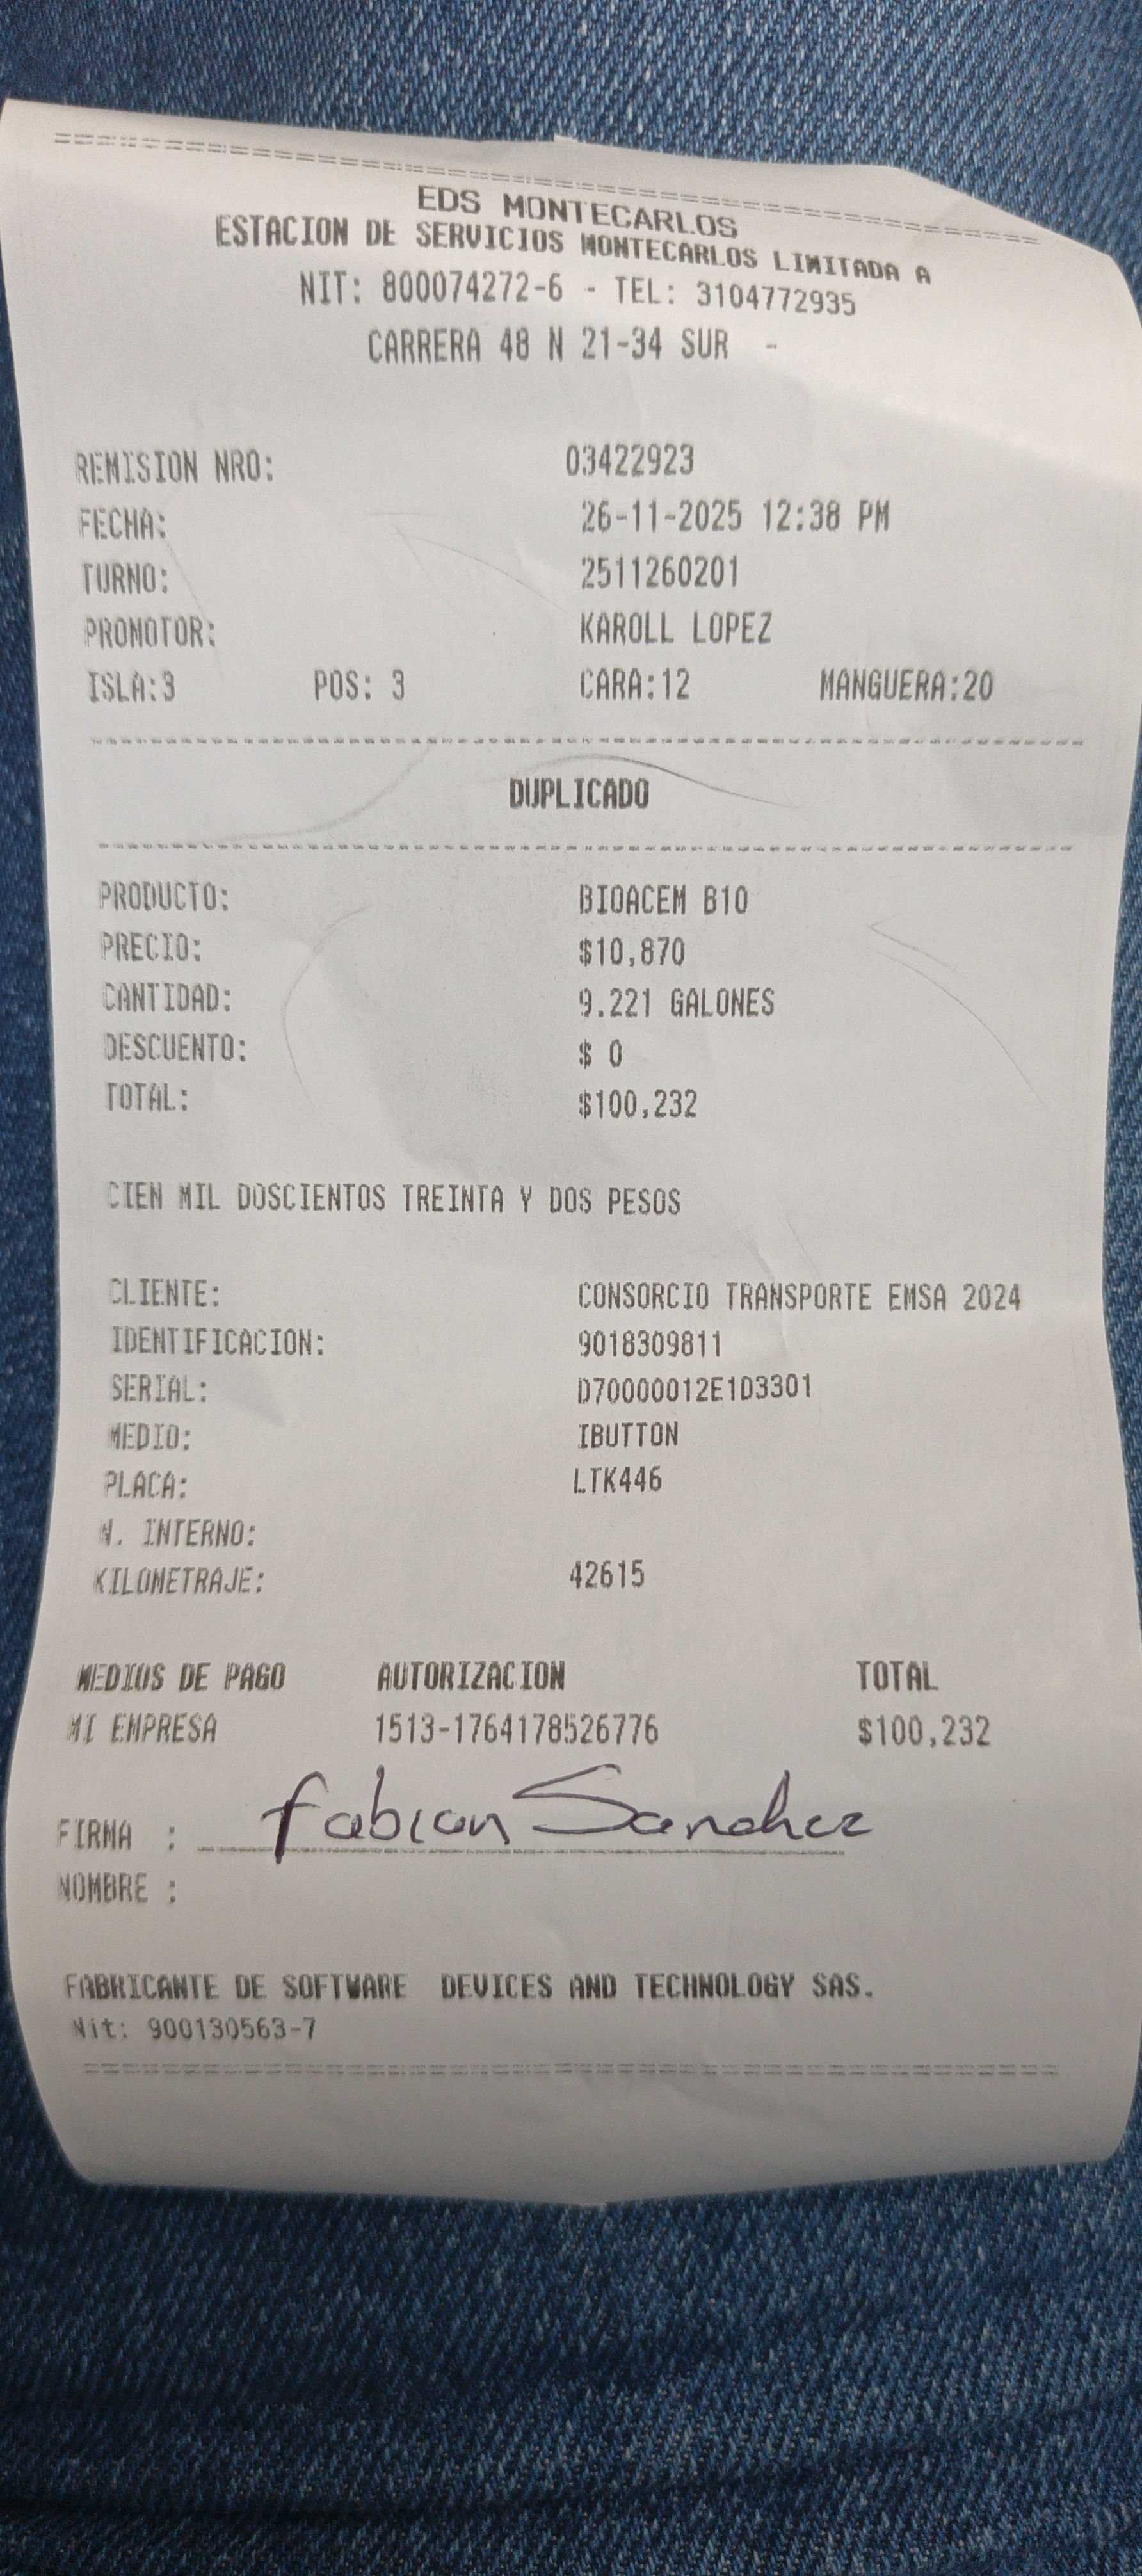 EDS MONTECARLOS
ESTACION DE SERVICIOS MONTECARLOS LIMITADA A
NIT: 800074272-6 - TEL: 3104772935
CARRERA 48 N 21-34 SUR -
REMISION NRO: 03422923
FECHA: 26-11-2025 12:38 PM
TURNO: 2511260201
PROMOTOR: KAROLL LOPEZ
ISLA:3 POS: 3 CARA:12 MANGUERA:20
DUPLICADO
PRODUCTO: BIOACEM B10
PRECIO: $10,870
CANTIDAD: 9.221 GALONES
DESCUENTO: $ 0
TOTAL: $100,232
CIEN MIL DOSCIENTOS TREINTA Y DOS PESOS
CLIENTE: CONSORCIO TRANSPORTE EMSA 2024
IDENTIFICACION: 9018309811
SERIAL: D70000012E1D3301
MEDIO: IBUTTON
PLACA: LTK446
N. INTERNO:
KILOMETRAJE: 42615
MEDIOS DE PAGO AUTORIZACION TOTAL
MI EMPRESA 1513-1764178526776 $100,232
FIRMA : Fabian Sanchez
NOMBRE :
FABRICANTE DE SOFTWARE DEVICES AND TECHNOLOGY SAS.
Nit: 900130563-7